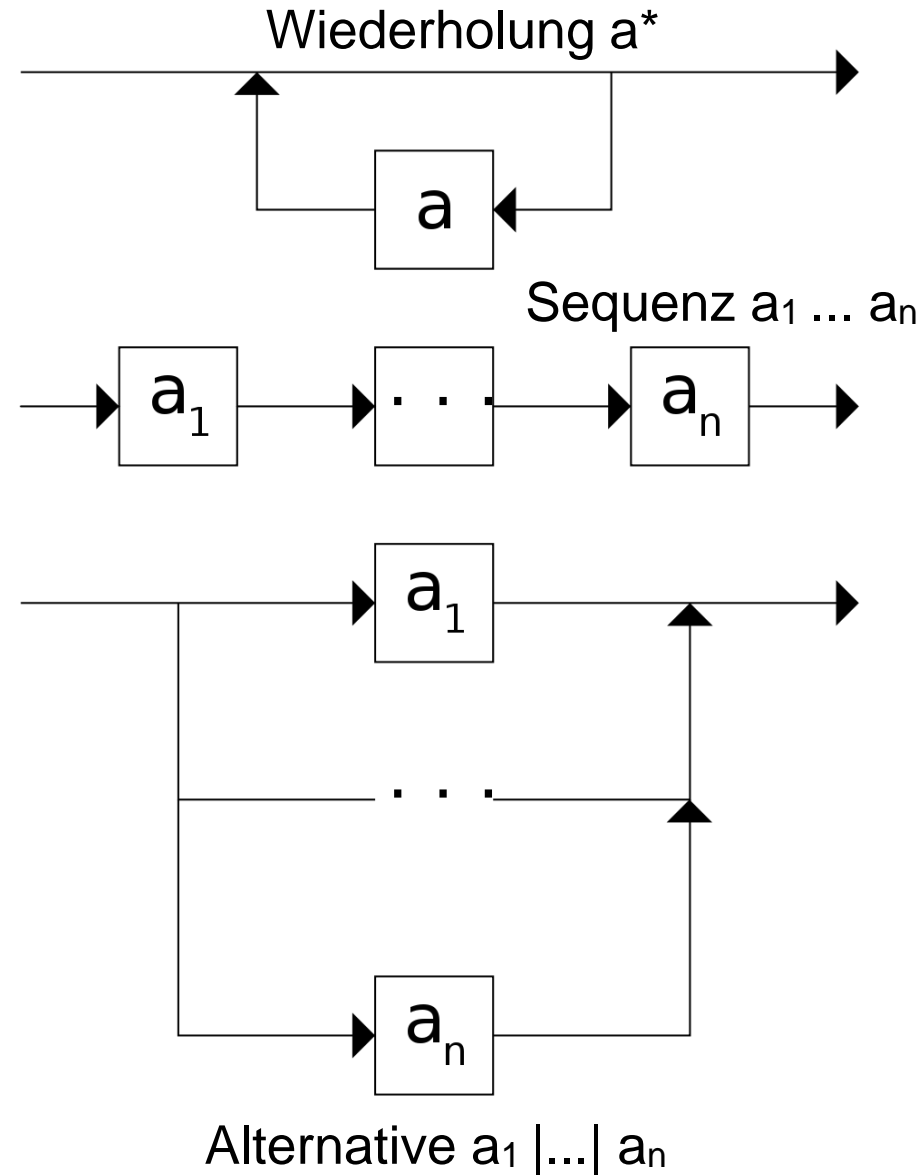 Wiederholung a*
a
Sequenz a₁ ... aₙ
a₁ . . . aₙ
a₁
. . .
aₙ
Alternative a₁ |...| aₙ